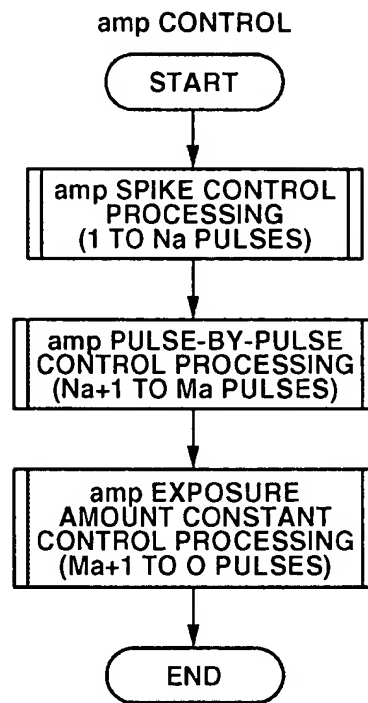 amp CONTROL
START
amp SPIKE CONTROL
PROCESSING
(1 TO Na PULSES)
amp PULSE-BY-PULSE
CONTROL PROCESSING
(Na+1 TO Ma PULSES)
amp EXPOSURE
AMOUNT CONSTANT
CONTROL PROCESSING
(Ma+1 TO O PULSES)
END